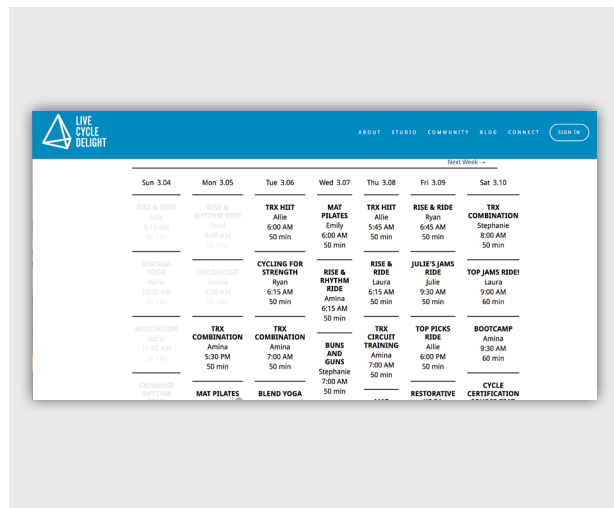 LIVE
CYCLE
DELIGHT
ABOUT STUDIO COMMUNITY BLOG CONNECT SIGN IN
Next Week →
Sun 3.04 Mon 3.05 Tue 3.06 Wed 3.07 Thu 3.08 Fri 3.09 Sat 3.10
RISE & RIDE
Julie
9:15 AM
50 min
VINYASA
YOGA
Adria
10:30 AM
60 min
MEDITATION
Adria
11:45 AM
EXTENDED
RHYTHM
RISE &
RHYTHM RIDE
Todd
6:00 AM
50 min
TRX CIRCUIT
Amina
6:30 AM
50 min
TRX
COMBINATION
Amina
5:30 PM
50 min
MAT PILATES
TRX HIIT
Allie
6:00 AM
50 min
CYCLING FOR
STRENGTH
Ryan
6:15 AM
50 min
TRX
COMBINATION
Amina
7:00 AM
50 min
BLEND YOGA
MAT
PILATES
Emily
6:00 AM
50 min
RISE &
RHYTHM
RIDE
Amina
6:15 AM
50 min
BUNS
AND
GUNS
Stephanie
7:00 AM
50 min
TRX HIIT
Allie
5:45 AM
50 min
RISE &
RIDE
Laura
6:15 AM
50 min
TRX
CIRCUIT
TRAINING
Amina
7:00 AM
50 min
RISE & RIDE
Ryan
6:45 AM
50 min
JULIE'S JAMS
RIDE
Julie
9:30 AM
50 min
TOP PICKS
RIDE
Allie
6:00 PM
50 min
RESTORATIVE
TRX
COMBINATION
Stephanie
8:00 AM
50 min
TOP JAMS RIDE!
Laura
9:00 AM
60 min
BOOTCAMP
Amina
9:30 AM
60 min
CYCLE
CERTIFICATION